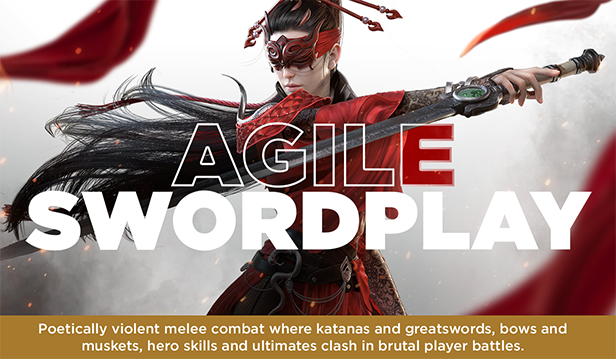 AGILE
SWORDPLAY
Poetically violent melee combat where katanas and greatswords, bows and
muskets, hero skills and ultimates clash in brutal player battles.